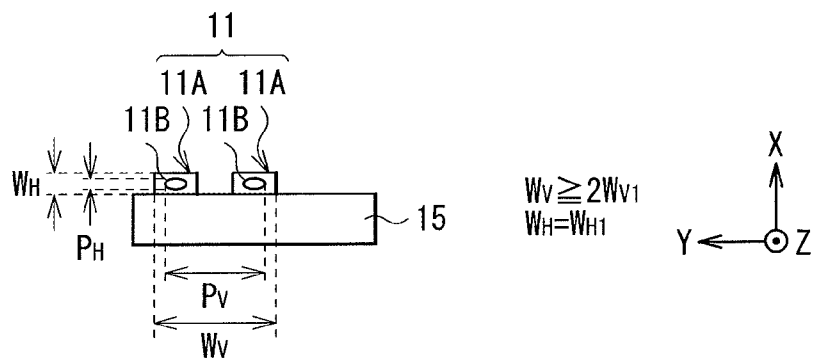 11
11A 11A
11B 11B
WH
PH
15
PV
WV
WV≧2WV1
WH=WH1
X
Y
Z